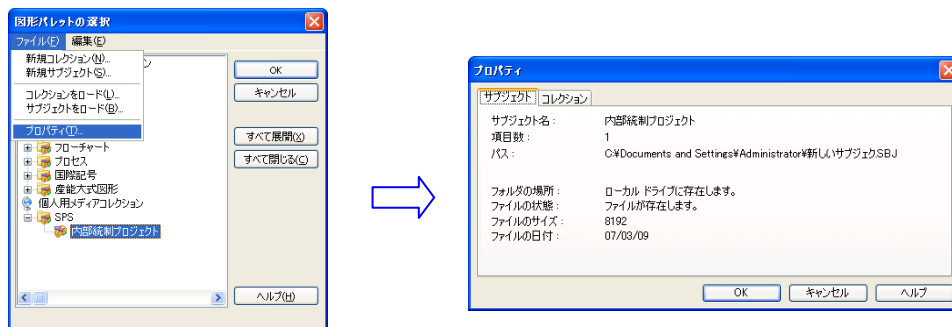 図形パレットの選択
ファイル(F) 編集(E)
新規コレクション(N)...
新規サブジェクト(S)...
コレクションをロード(L)...
サブジェクトをロード(B)...
プロパティ(T)...
ン
フローチャート
プロセス
国際記号
産能大式図形
個人用メディアコレクション
SPS
内部統制プロジェクト
OK
キャンセル
すべて展開(X)
すべて閉じる(C)
ヘルプ(H)
プロパティ
サブジェクト コレクション
サブジェクト名： 内部統制プロジェクト
項目数： 1
パス： C:¥Documents and Settings¥Administrator¥新しいサブジェク.SBJ
フォルダの場所： ローカル ドライブに存在します。
ファイルの状態： ファイルが存在します。
ファイルのサイズ： 8192
ファイルの日付： 07/03/09
OK キャンセル ヘルプ